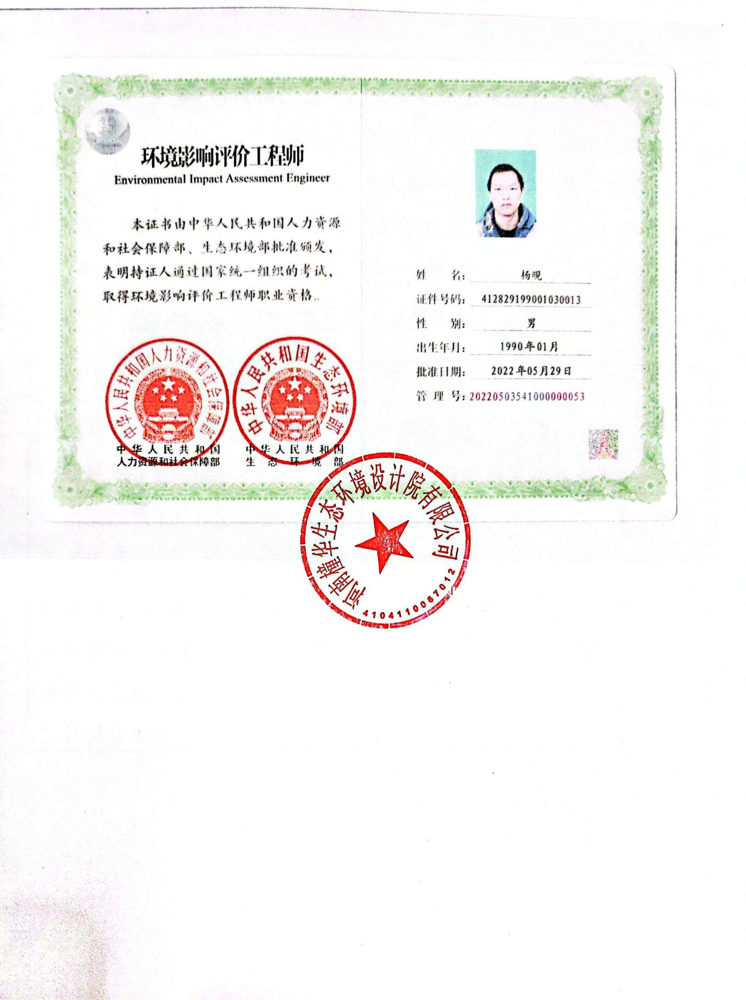 环境影响评价工程师
Environmental Impact Assessment Engineer
本证书由中华人民共和国人力资源
和社会保障部、生态环境部批准颁发，
表明持证人通过国家统一组织的考试，
取得环境影响评价工程师职业资格。
中华人民共和国人力资源和社会保障部
中华人民共和国
人力资源和社会保障部
中华人民共和国生态环境部
中华人民共和国
生态环境部
姓名：杨晛
证件号码：412829199001030013
性别：男
出生年月：1990年01月
批准日期：2022年05月29日
管理号：20220503541000000053
河南橦华生态环境设计院有限公司
4104110067012